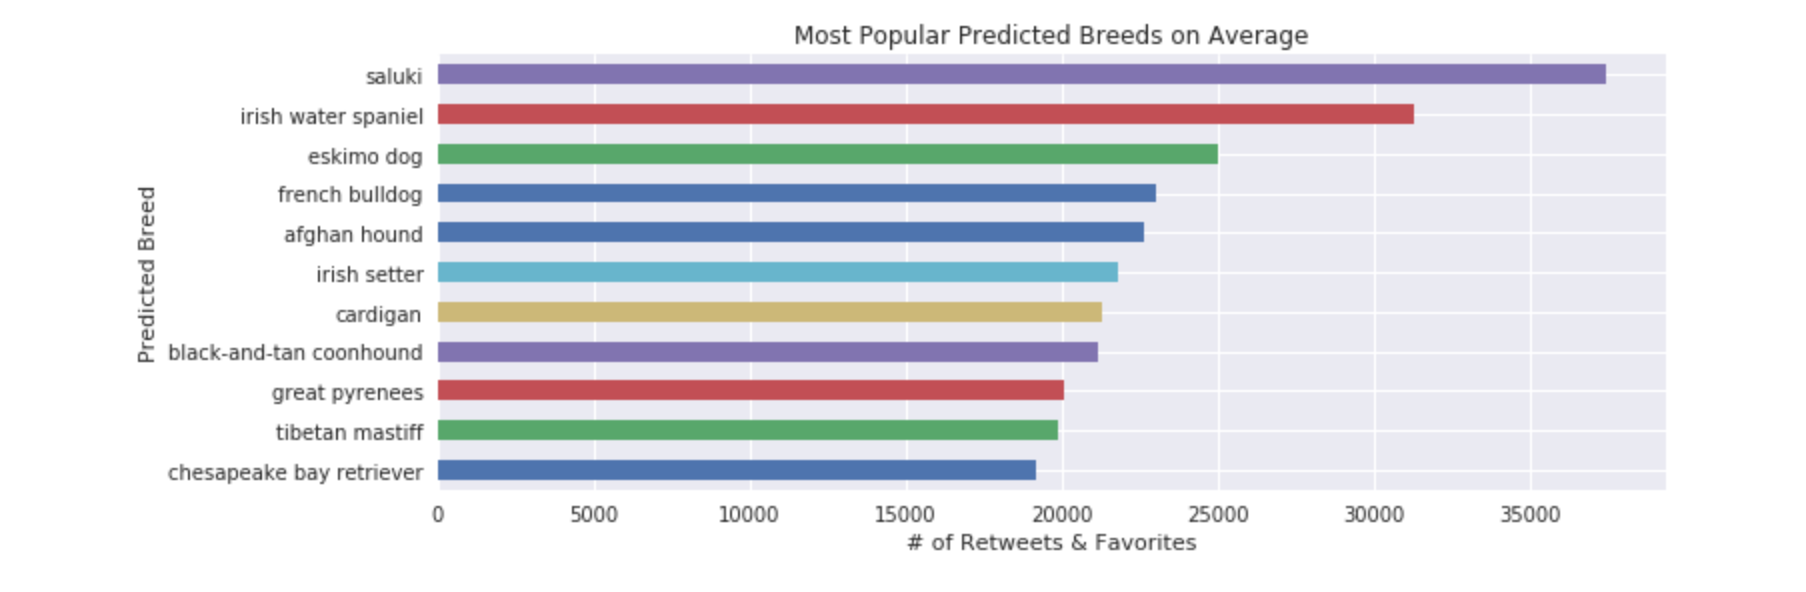 Most Popular Predicted Breeds on Average
saluki
irish water spaniel
eskimo dog
french bulldog
afghan hound
irish setter
cardigan
black-and-tan coonhound
great pyrenees
tibetan mastiff
chesapeake bay retriever
Predicted Breed
0 5000 10000 15000 20000 25000 30000 35000
# of Retweets & Favorites